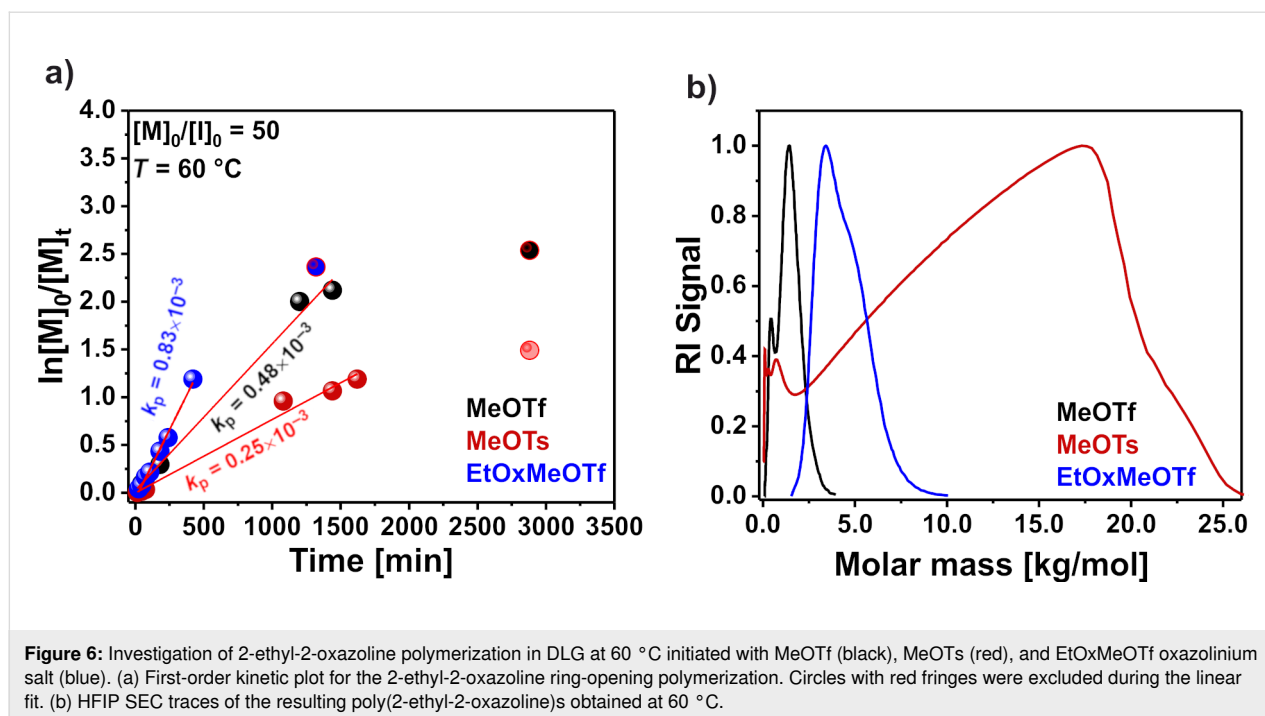 a)
ln[M]0/[M]t
4.0
3.5
3.0
2.5
2.0
1.5
1.0
0.5
0.0
[M]0/[I]0 = 50
T = 60 °C
kp = 0.83×10⁻³
kp = 0.48×10⁻³
kp = 0.25×10⁻³
MeOTf
MeOTs
EtOxMeOTf
0 500 1000 1500 2000 2500 3000 3500
Time [min]
b)
RI Signal
1.0
0.8
0.6
0.4
0.2
0.0
MeOTf
MeOTs
EtOxMeOTf
0.0 5.0 10.0 15.0 20.0 25.0
Molar mass [kg/mol]
Figure 6: Investigation of 2-ethyl-2-oxazoline polymerization in DLG at 60 °C initiated with MeOTf (black), MeOTs (red), and EtOxMeOTf oxazolinium
salt (blue). (a) First-order kinetic plot for the 2-ethyl-2-oxazoline ring-opening polymerization. Circles with red fringes were excluded during the linear
fit. (b) HFIP SEC traces of the resulting poly(2-ethyl-2-oxazoline)s obtained at 60 °C.